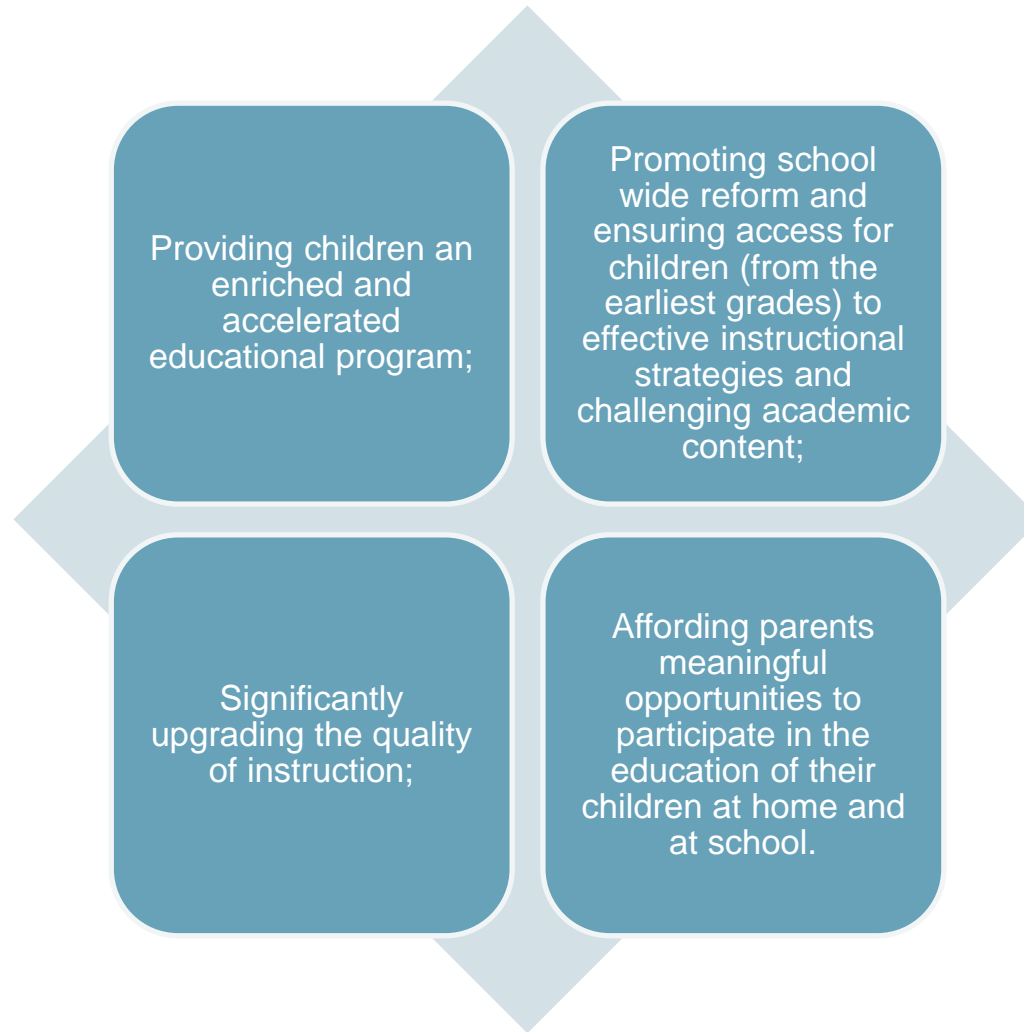 Providing children an
enriched and
accelerated
educational program;
Promoting school
wide reform and
ensuring access for
children (from the
earliest grades) to
effective instructional
strategies and
challenging academic
content;
Significantly
upgrading the quality
of instruction;
Affording parents
meaningful
opportunities to
participate in the
education of their
children at home and
at school.